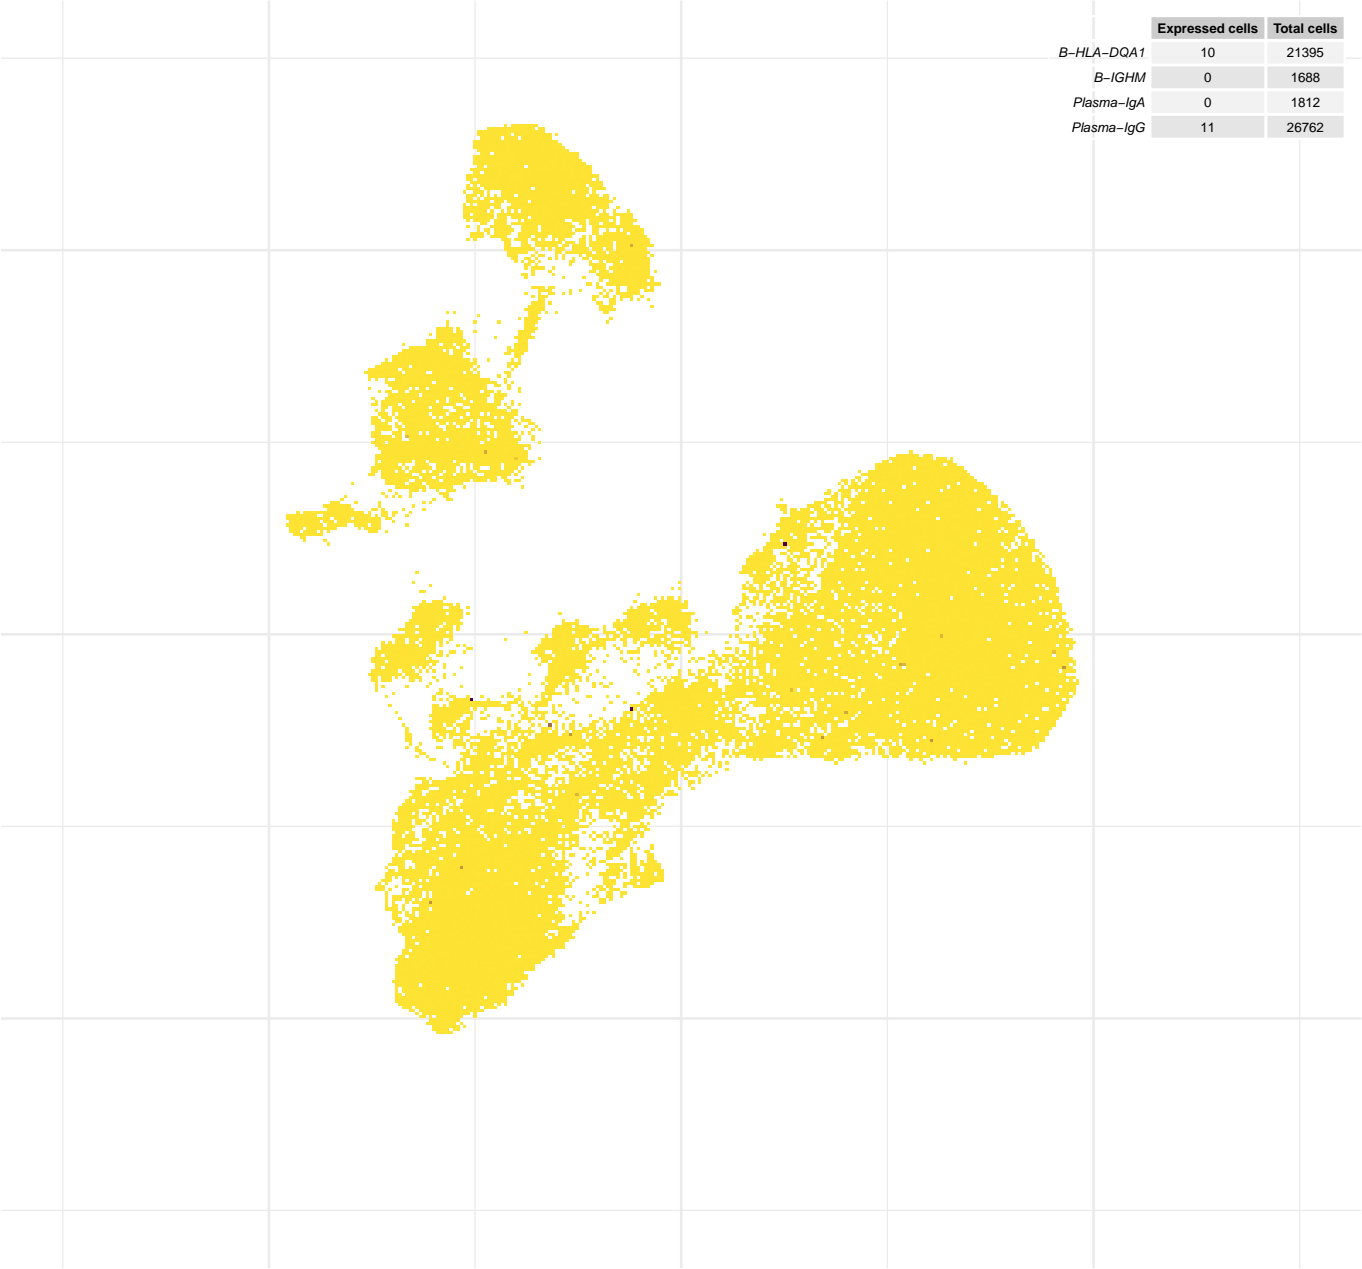 Expressed cells Total cells
B−HLA−DQA1 10 21395
B−IGHM 0 1688
Plasma−IgA 0 1812
Plasma−IgG 11 26762